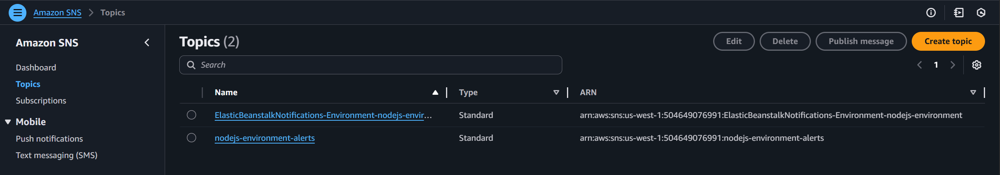 Amazon SNS > Topics
Amazon SNS
Dashboard
Topics
Subscriptions
Mobile
Push notifications
Text messaging (SMS)
Topics (2)
Edit Delete Publish message Create topic
Search
1
Name Type ARN
ElasticBeanstalkNotifications-Environment-nodejs-envir... Standard arn:aws:sns:us-west-1:504649076991:ElasticBeanstalkNotifications-Environment-nodejs-environment
nodejs-environment-alerts Standard arn:aws:sns:us-west-1:504649076991:nodejs-environment-alerts